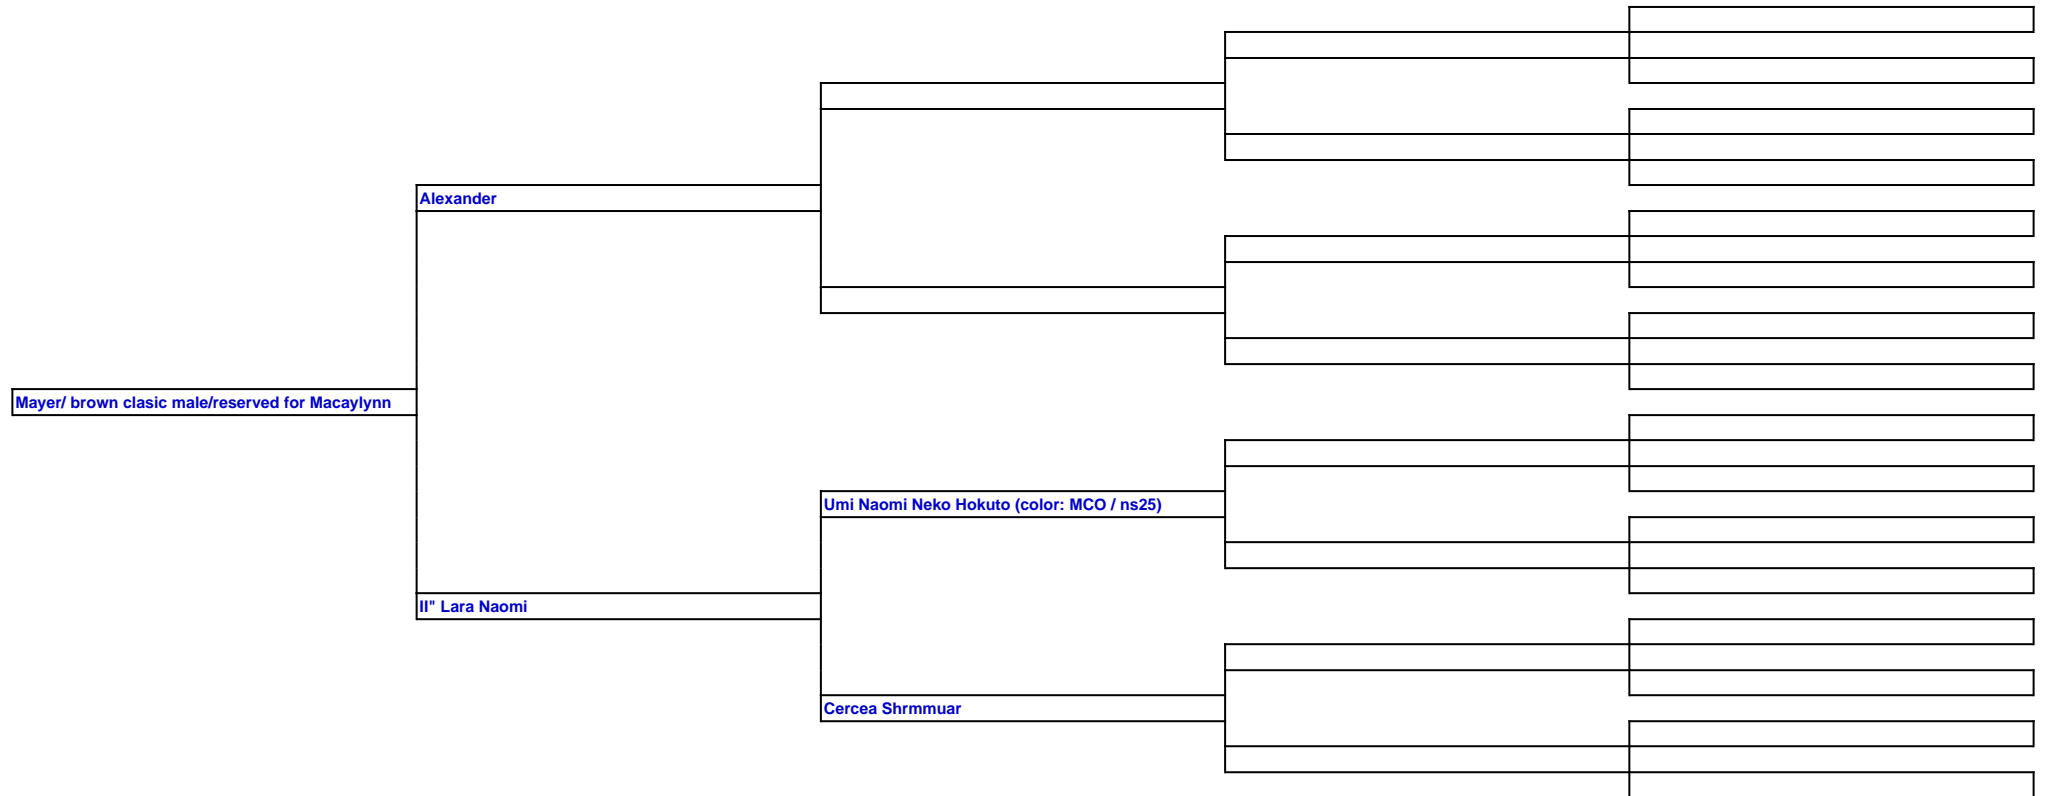 Alexander
Mayer/ brown clasic male/reserved for Macaylynn
Umi Naomi Neko Hokuto (color: MCO / ns25)
II" Lara Naomi
Cercea Shrmmuar